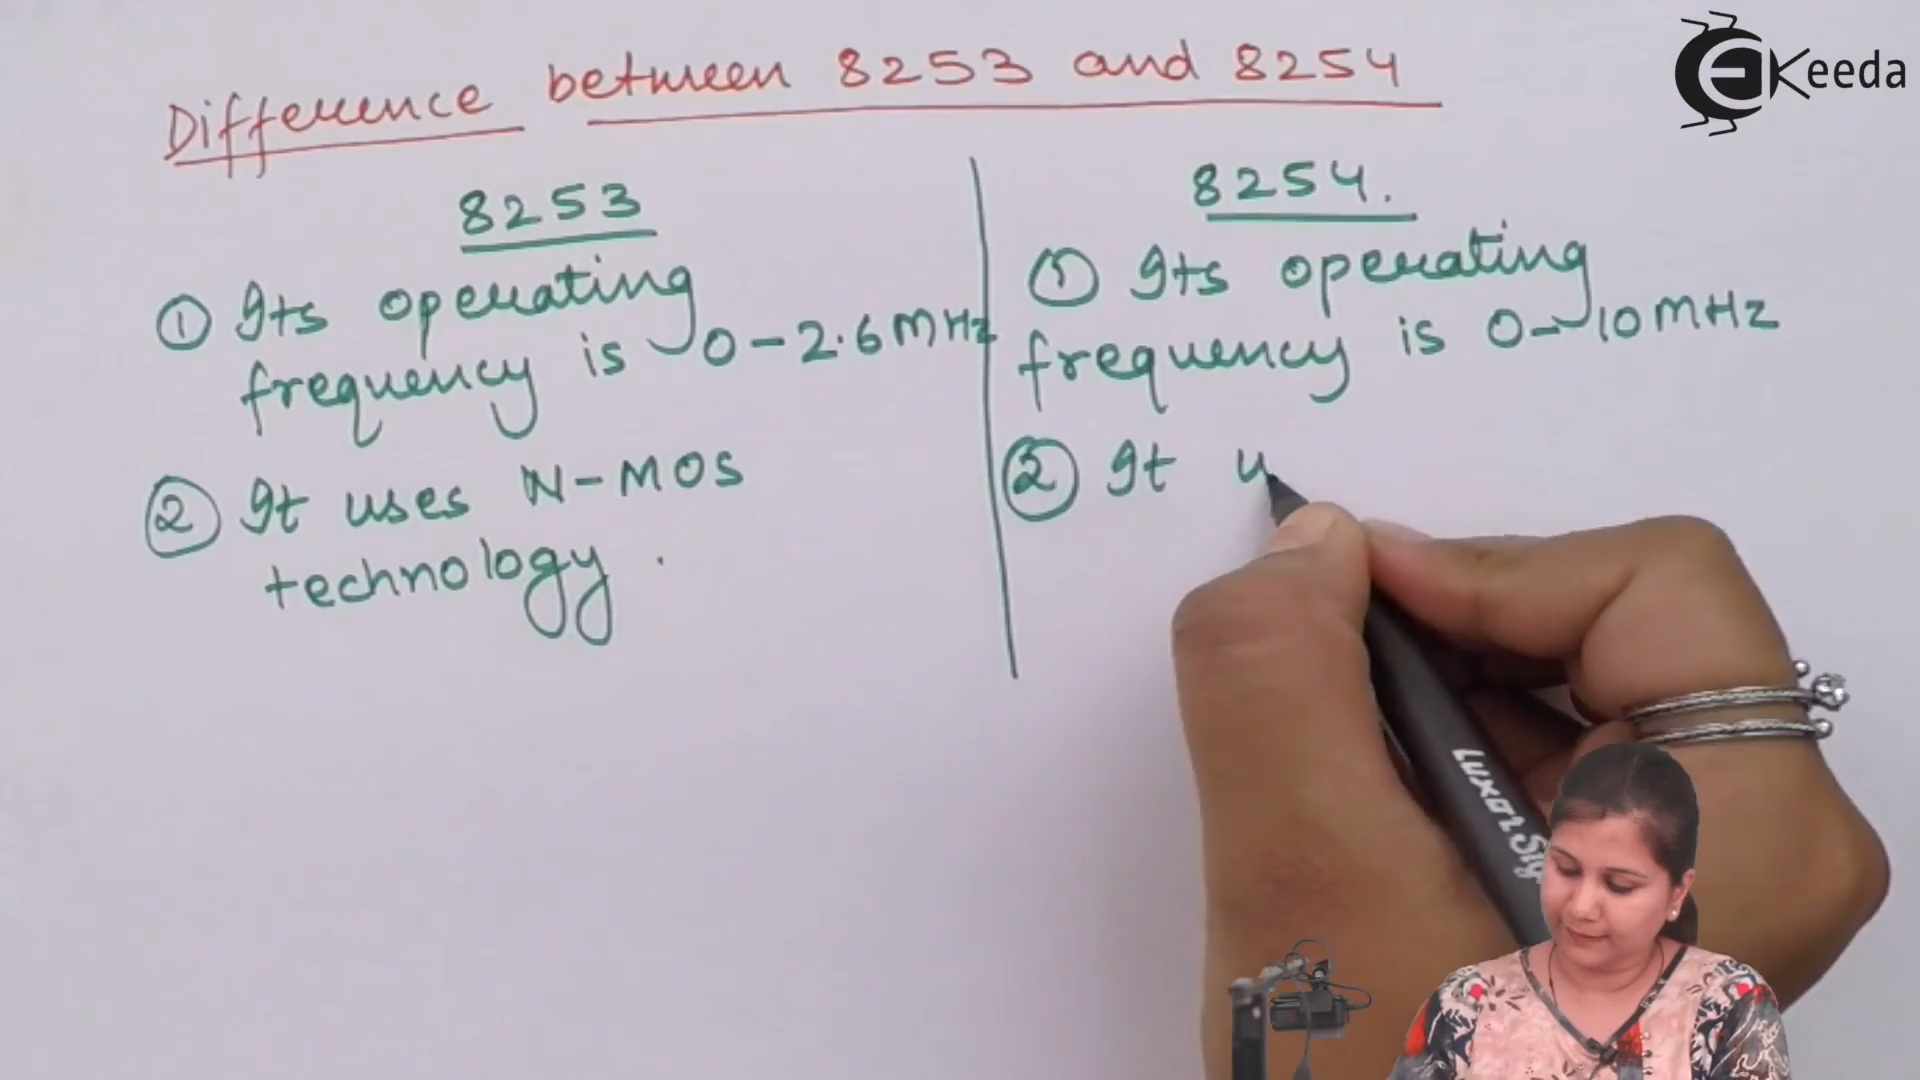 Difference between 8253 and 8254
EKeeda
8253
① Its operating
frequency is 0-2.6MHz
② It uses N-MOS
technology.
8254.
① Its operating
frequency is 0-10MHz
② It u
Luxor Sig